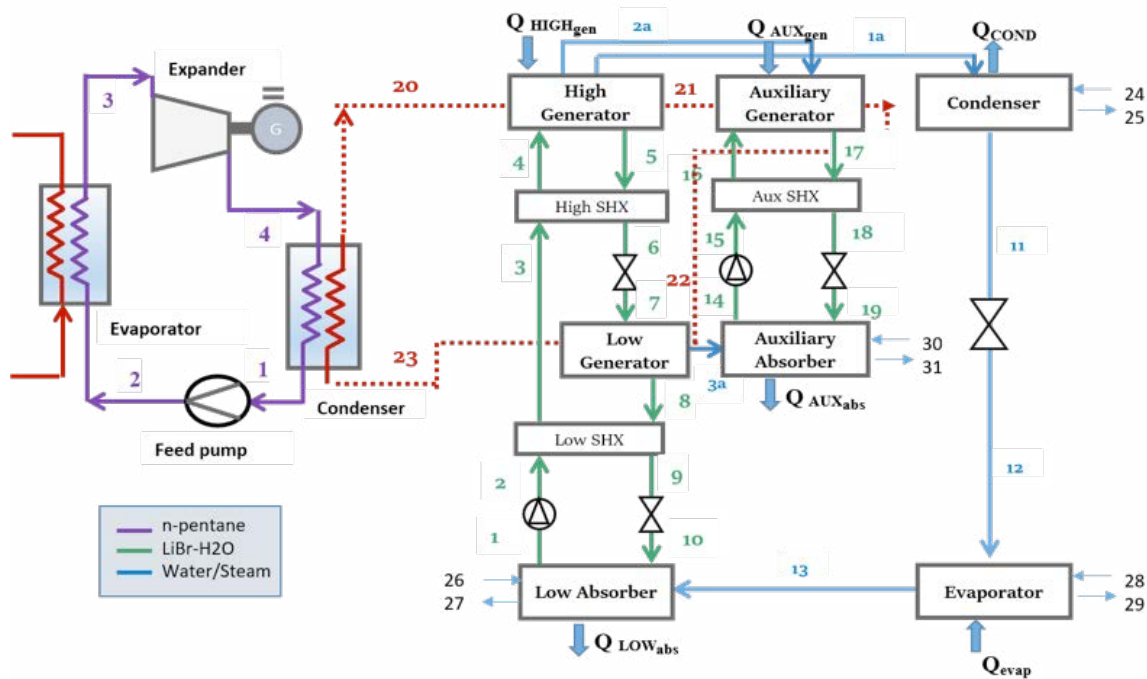 Q HIGHgen
2a
Q AUXgen
1a
QCOND
3
Expander
G
20
High
Generator
21
Auxiliary
Generator
Condenser
24
25
4
5
16
17
High SHX
Aux SHX
4
3
6
15
18
11
7
22
14
19
Evaporator
Low
Generator
Auxiliary
Absorber
30
31
2
1
23
3a
Condenser
8
Q AUXabs
Feed pump
Low SHX
2
9
12
n-pentane
LiBr-H2O
Water/Steam
1
10
13
26
27
Low Absorber
Evaporator
28
29
Q LOWabs
Qevap